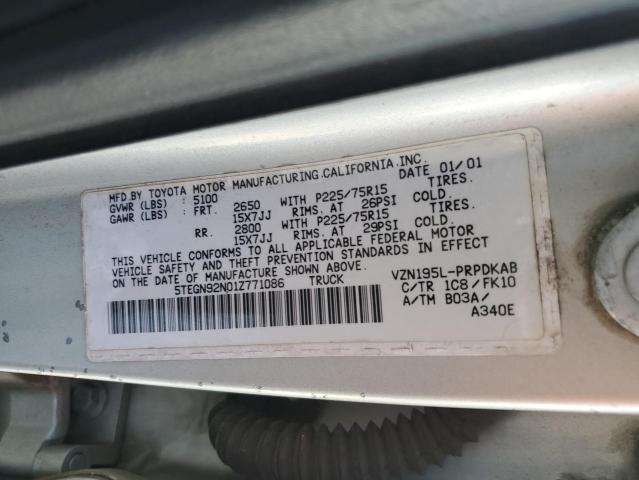 MFD.BY TOYOTA MOTOR MANUFACTURING.CALIFORNIA.INC.
GVWR (LBS) : 5100 DATE 01/01
GAWR (LBS) : FRT. 2650 WITH P225/75R15 TIRES.
15X7JJ RIMS. AT 26PSI COLD.
RR. 2800 WITH P225/75R15 TIRES.
15X7JJ RIMS. AT 29PSI COLD.
THIS VEHICLE CONFORMS TO ALL APPLICABLE FEDERAL MOTOR
VEHICLE SAFETY AND THEFT PREVENTION STANDARDS IN EFFECT
ON THE DATE OF MANUFACTURE SHOWN ABOVE.
5TEGN92N01Z771086 TRUCK
VZN195L-PRPDKAB
C/TR 1C8/FK10
A/TM B03A/
A340E